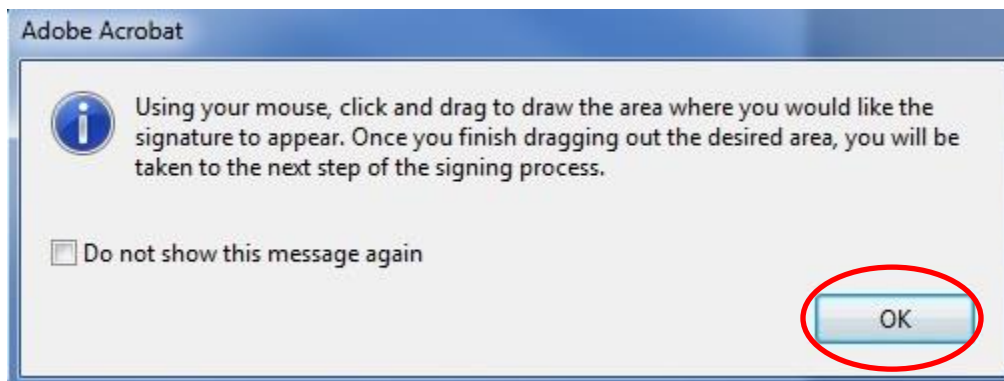 Adobe Acrobat
Using your mouse, click and drag to draw the area where you would like the
signature to appear. Once you finish dragging out the desired area, you will be
taken to the next step of the signing process.
Do not show this message again
OK